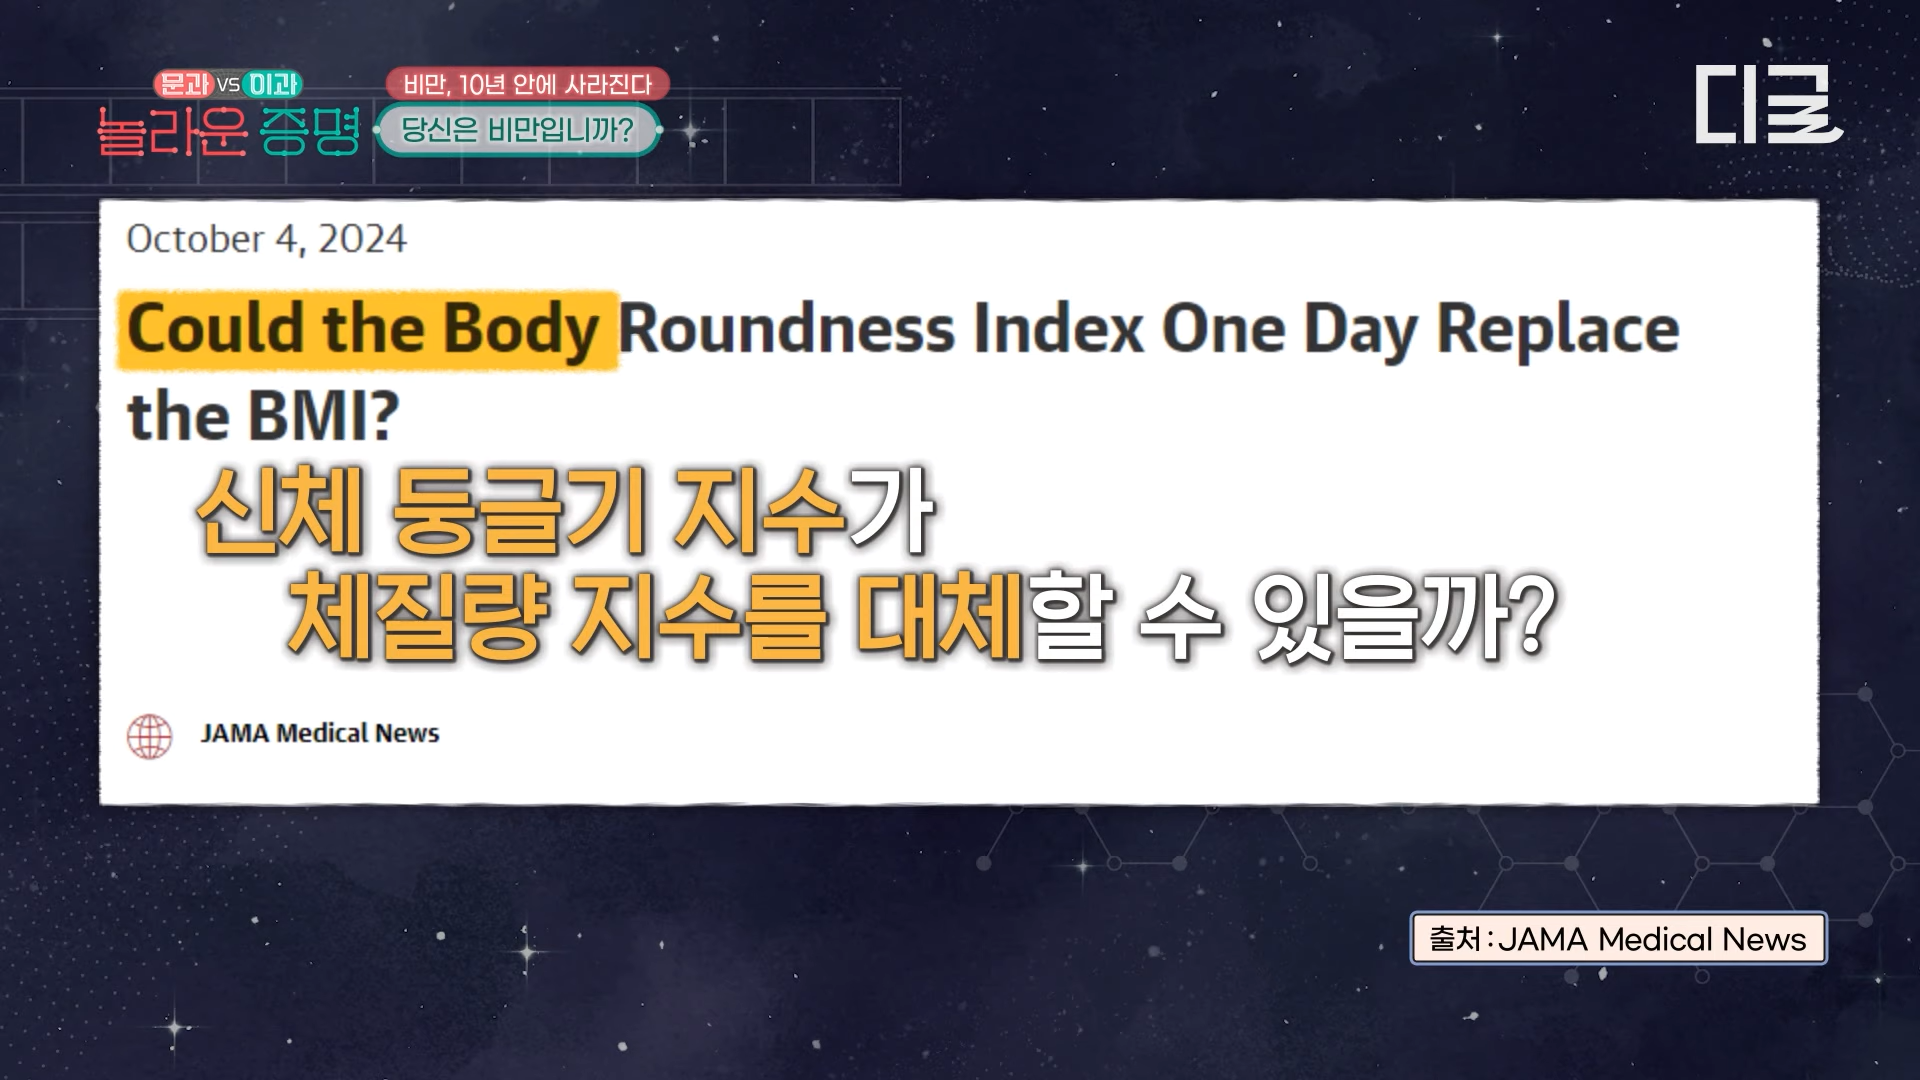 문과 VS 이과
놀라운 증명
비만, 10년 안에 사라진다
당신은 비만입니까?
디글
October 4, 2024
Could the Body Roundness Index One Day Replace
the BMI?
신체 둥글기 지수가
체질량 지수를 대체할 수 있을까?
JAMA Medical News
출처:JAMA Medical News